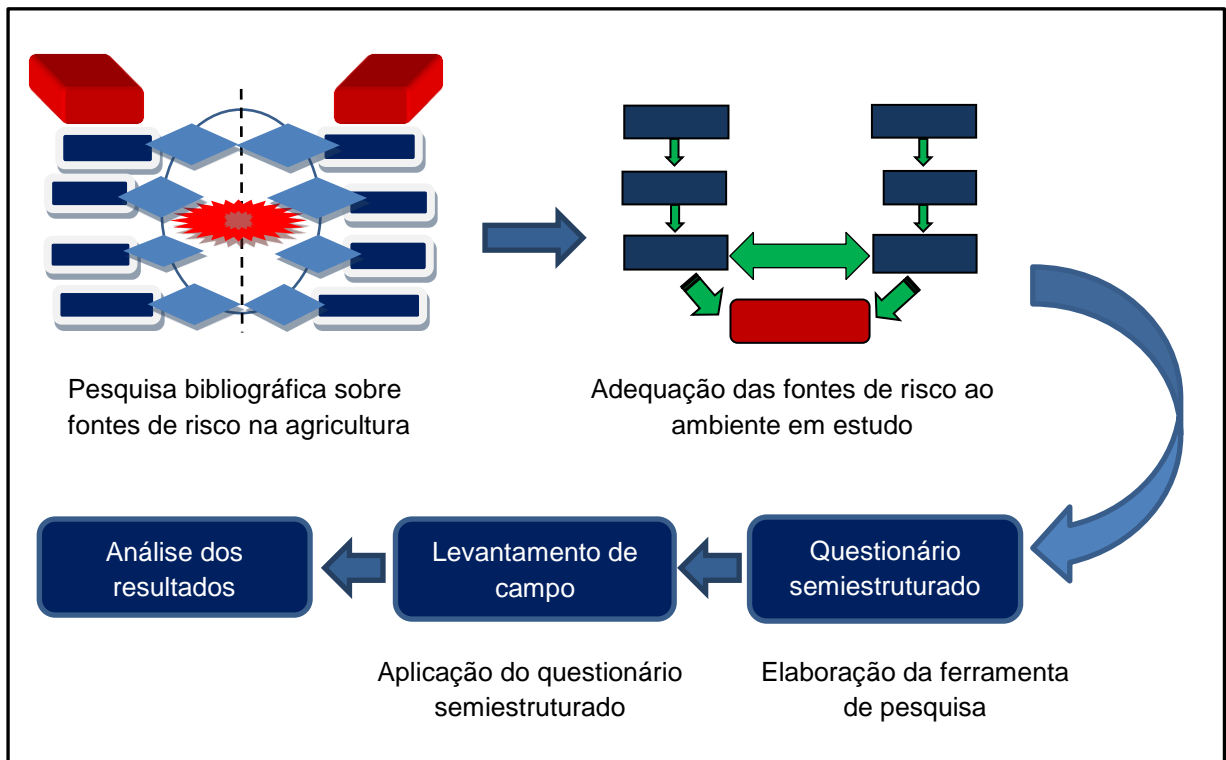 Pesquisa bibliográfica sobre
fontes de risco na agricultura
Adequação das fontes de risco ao
ambiente em estudo
Questionário
semiestruturado
Levantamento de
campo
Análise dos
resultados
Elaboração da ferramenta
de pesquisa
Aplicação do questionário
semiestruturado